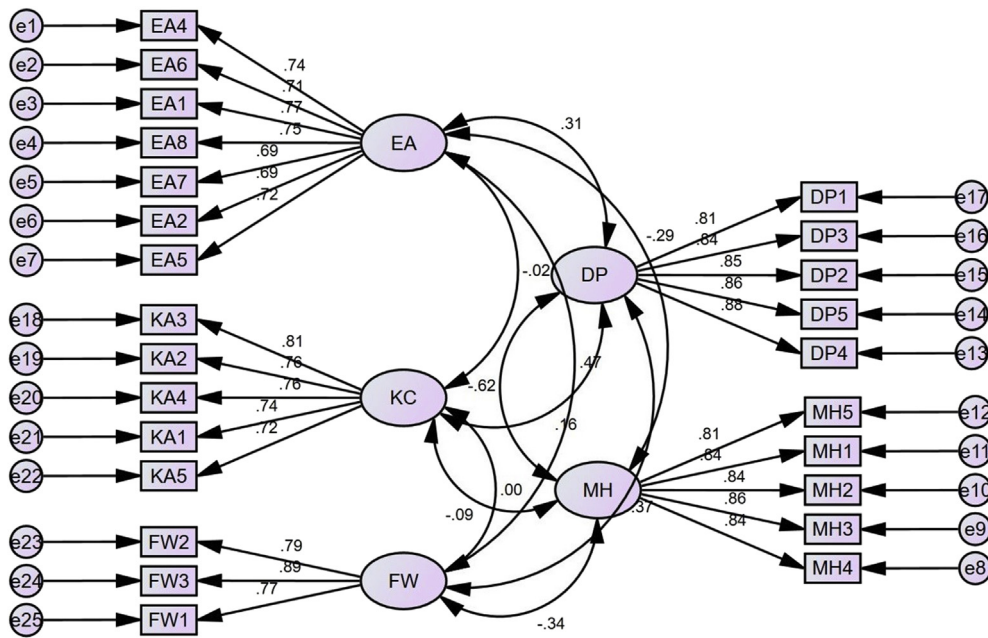 e1 EA4
e2 EA6
e3 EA1
e4 EA8
e5 EA7
e6 EA2
e7 EA5
.74
.71
.77
.75
.69
.69
.72
EA
e18 KA3
e19 KA2
e20 KA4
e21 KA1
e22 KA5
.81
.76
.76
.74
.72
KC
e23 FW2
e24 FW3
e25 FW1
.79
.89
.77
FW
.31
-.29
-.02
.47
-.62
.16
.00
-.09
.37
-.34
DP
.81
.84
.85
.86
.88
DP1 e17
DP3 e16
DP2 e15
DP5 e14
DP4 e13
MH
.81
.84
.84
.86
.84
MH5 e12
MH1 e11
MH2 e10
MH3 e9
MH4 e8